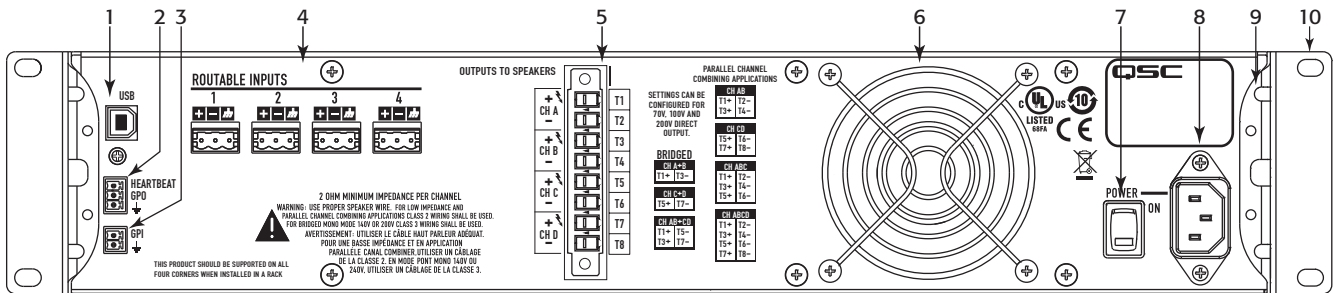 1 2 3 4 5 6 7 8 9 10
USB
HEARTBEAT
GPO
GPI
THIS PRODUCT SHOULD BE SUPPORTED ON ALL
FOUR CORNERS WHEN INSTALLED IN A RACK
ROUTABLE INPUTS
1 2 3 4
+ −
+ −
+ −
+ −
2 OHM MINIMUM IMPEDANCE PER CHANNEL
WARNING: USE PROPER SPEAKER WIRE. FOR LOW IMPEDANCE AND
PARALLEL CHANNEL COMBINING APPLICATIONS CLASS 2 WIRING SHALL BE USED.
FOR BRIDGED MONO MODE 140V OR 200V CLASS 3 WIRING SHALL BE USED.
AVERTISSEMENT: UTILISER LE CÂBLE HAUT PARLEUR ADÉQUAT.
POUR UNE BASSE IMPÉDANCE ET EN APPLICATION
PARALLELE CANAL COMBINER,UTILISER UN CÂBLAGE
DE LA CLASSE 2. EN MODE PONT MONO 140V OU
240V, UTILISER UN CÂBLAGE DE LA CLASSE 3.
OUTPUTS TO SPEAKERS
+
CH A
−
+
CH B
−
+
CH C
−
+
CH D
−
T1
T2
T3
T4
T5
T6
T7
T8
SETTINGS CAN BE
CONFIGURED FOR
70V, 100V AND
200V DIRECT
OUTPUT.
BRIDGED
CH A+B
T1+ T3−
CH C+D
T5+ T7−
CH AB+CD
T1+ T5−
T3+ T7−
PARALLEL CHANNEL
COMBINING APPLICATIONS
CH AB
T1+ T2−
T3+ T4−
CH CD
T5+ T6−
T7+ T8−
CH ABC
T1+ T2−
T3+ T4−
T5+ T6−
CH ABCD
T1+ T2−
T3+ T4−
T5+ T6−
T7+ T8−
C UL US
LISTED
68FA
10
CE
QSC
POWER
ON